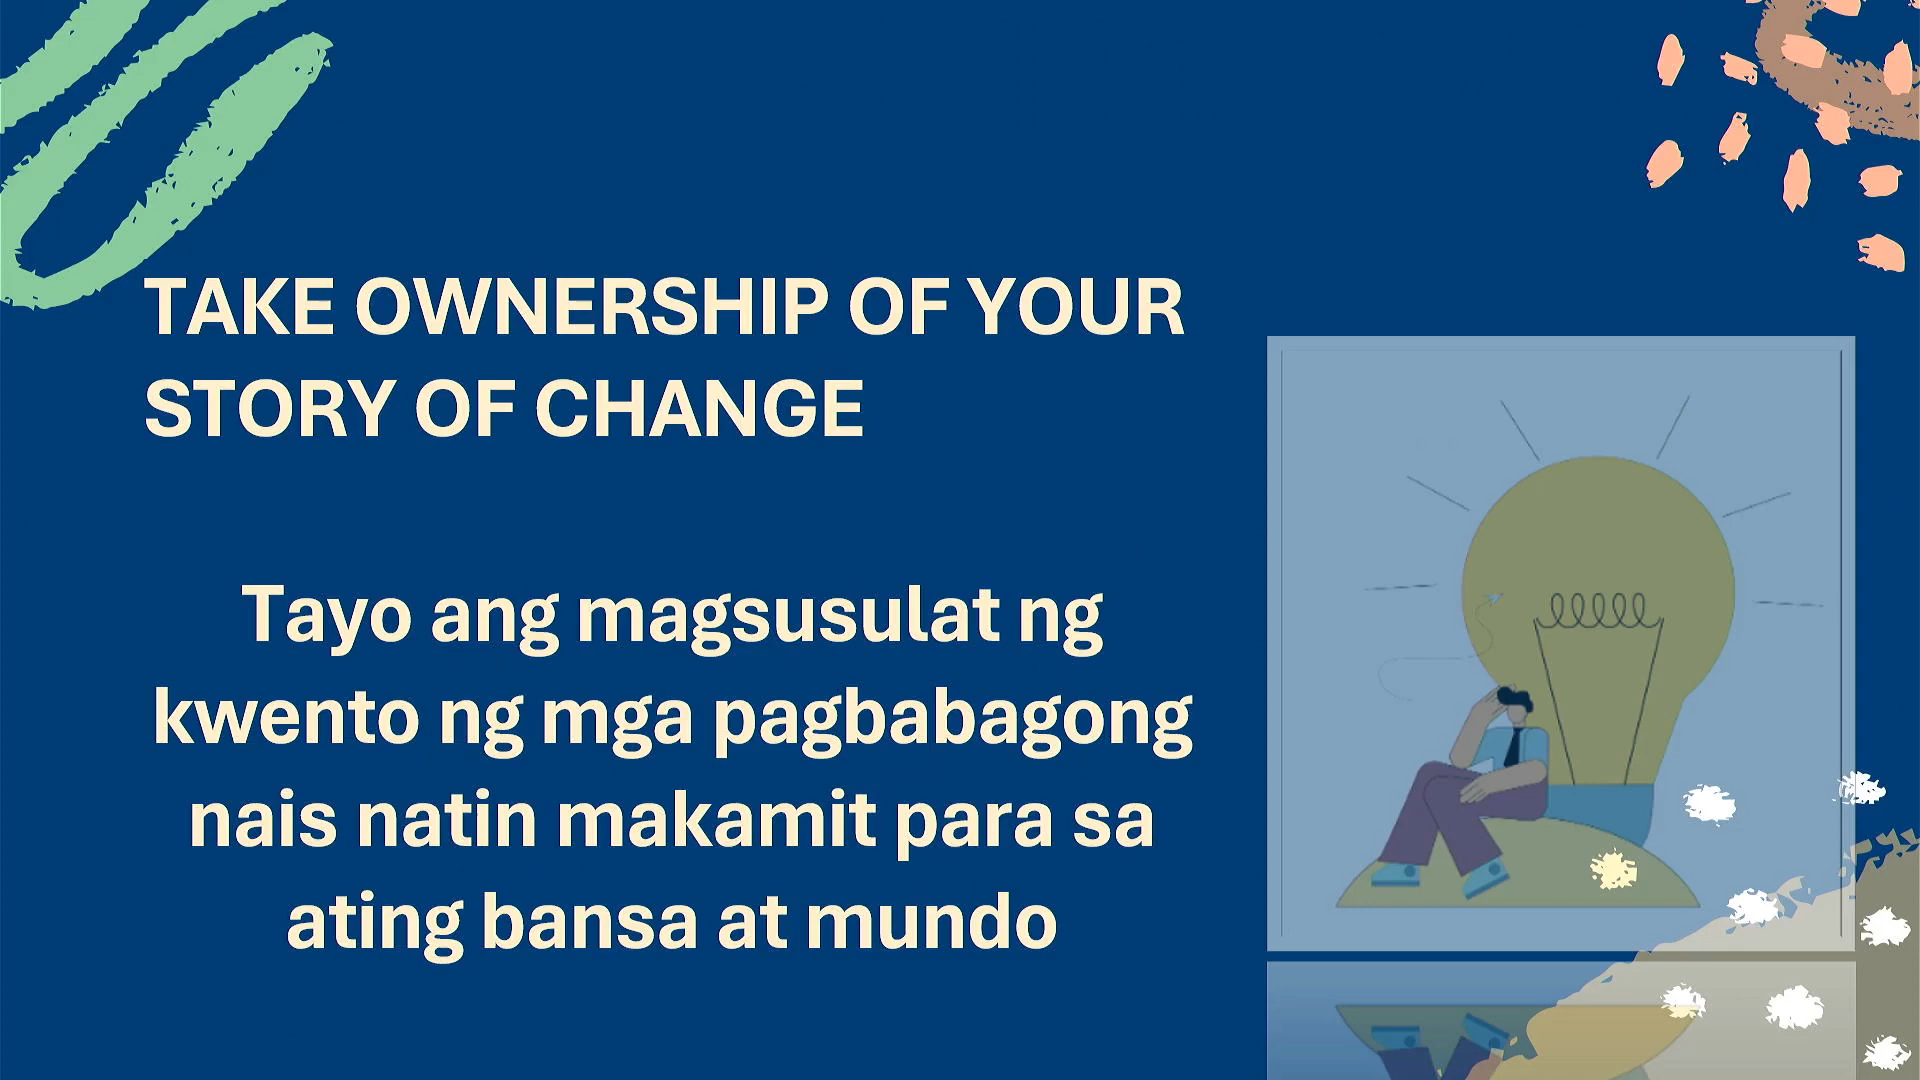 TAKE OWNERSHIP OF YOUR
STORY OF CHANGE
Tayo ang magsusulat ng
kwento ng mga pagbabagong
nais natin makamit para sa
ating bansa at mundo